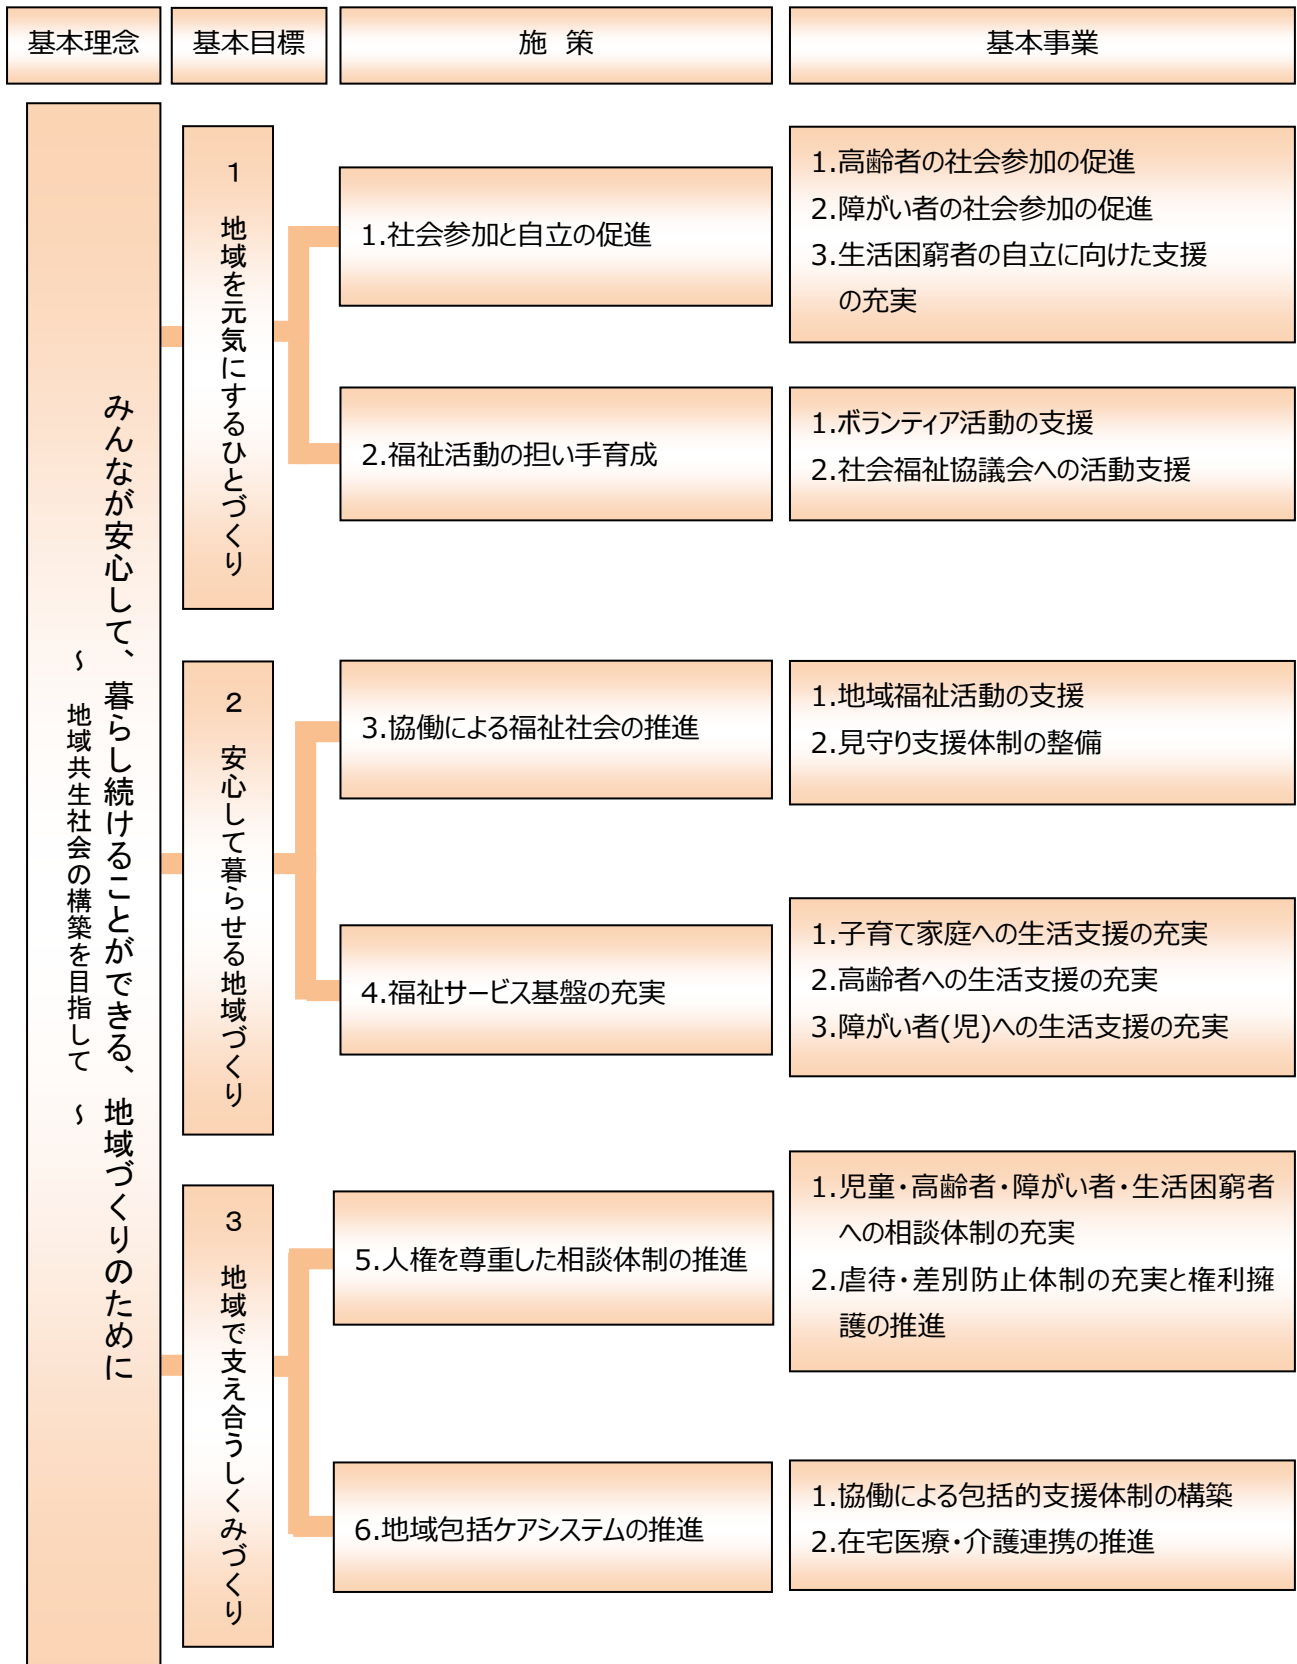 基本理念
基本目標
施 策
基本事業
みんなが安心して、暮らし続けることができる、地域づくりのために
~ 地域共生社会の構築を目指して ~
1 地域を元気にするひとづくり
1.社会参加と自立の促進
1.高齢者の社会参加の促進
2.障がい者の社会参加の促進
3.生活困窮者の自立に向けた支援
の充実
2.福祉活動の担い手育成
1.ボランティア活動の支援
2.社会福祉協議会への活動支援
2 安心して暮らせる地域づくり
3.協働による福祉社会の推進
1.地域福祉活動の支援
2.見守り支援体制の整備
4.福祉サービス基盤の充実
1.子育て家庭への生活支援の充実
2.高齢者への生活支援の充実
3.障がい者(児)への生活支援の充実
3 地域で支え合うしくみづくり
5.人権を尊重した相談体制の推進
1.児童・高齢者・障がい者・生活困窮者
への相談体制の充実
2.虐待・差別防止体制の充実と権利擁
護の推進
6.地域包括ケアシステムの推進
1.協働による包括的支援体制の構築
2.在宅医療・介護連携の推進